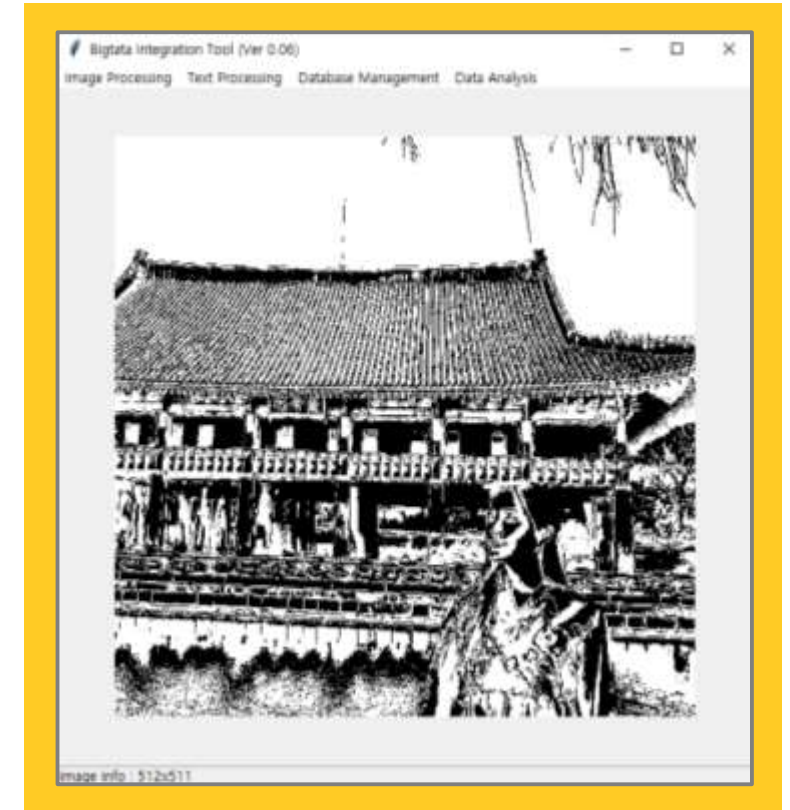 Bigtata Integration Tool (Ver 0.06)
Image Processing Text Processing Database Management Data Analysis
Image Info : 512x511